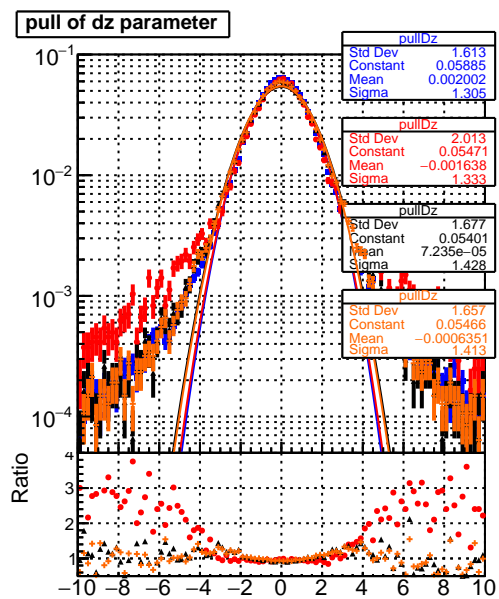 pull of dz parameter
pullDz
Std Dev 1.613
Constant 0.05885
Mean 0.002002
Sigma 1.305
pullDz
Std Dev 2.013
Constant 0.05471
Mean −0.001638
Sigma 1.333
pullDz
Std Dev 1.677
Constant 0.05401
Mean 7.235e−05
Sigma 1.428
pullDz
Std Dev 1.657
Constant 0.05466
Mean −0.0006351
Sigma 1.413
10−1
10−2
10−3
10−4
Ratio
4
3
2
1
−10 −8 −6 −4 −2 0 2 4 6 8 10